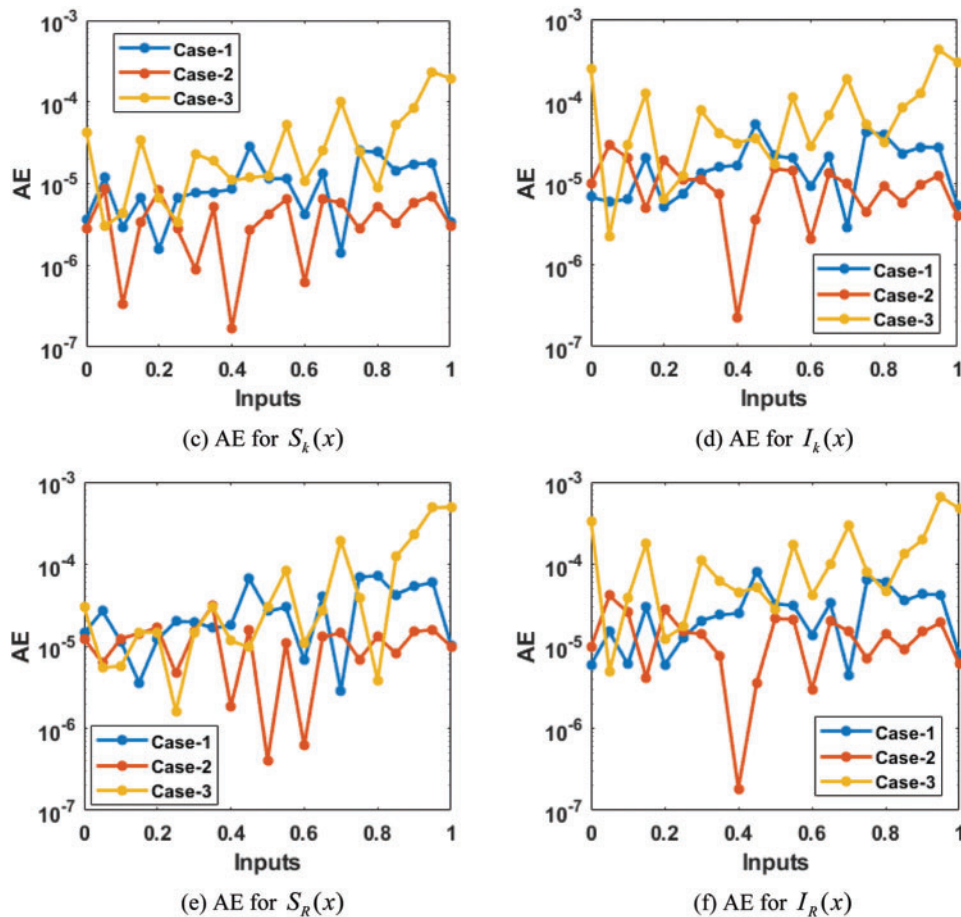 10^-3
10^-4
10^-5
10^-6
10^-7
AE
Case-1
Case-2
Case-3
0 0.2 0.4 0.6 0.8 1
Inputs
(c) AE for S_k(x)
10^-3
10^-4
10^-5
10^-6
10^-7
AE
Case-1
Case-2
Case-3
0 0.2 0.4 0.6 0.8 1
Inputs
(d) AE for I_k(x)
10^-3
10^-4
10^-5
10^-6
10^-7
AE
Case-1
Case-2
Case-3
0 0.2 0.4 0.6 0.8 1
Inputs
(e) AE for S_R(x)
10^-3
10^-4
10^-5
10^-6
10^-7
AE
Case-1
Case-2
Case-3
0 0.2 0.4 0.6 0.8 1
Inputs
(f) AE for I_R(x)